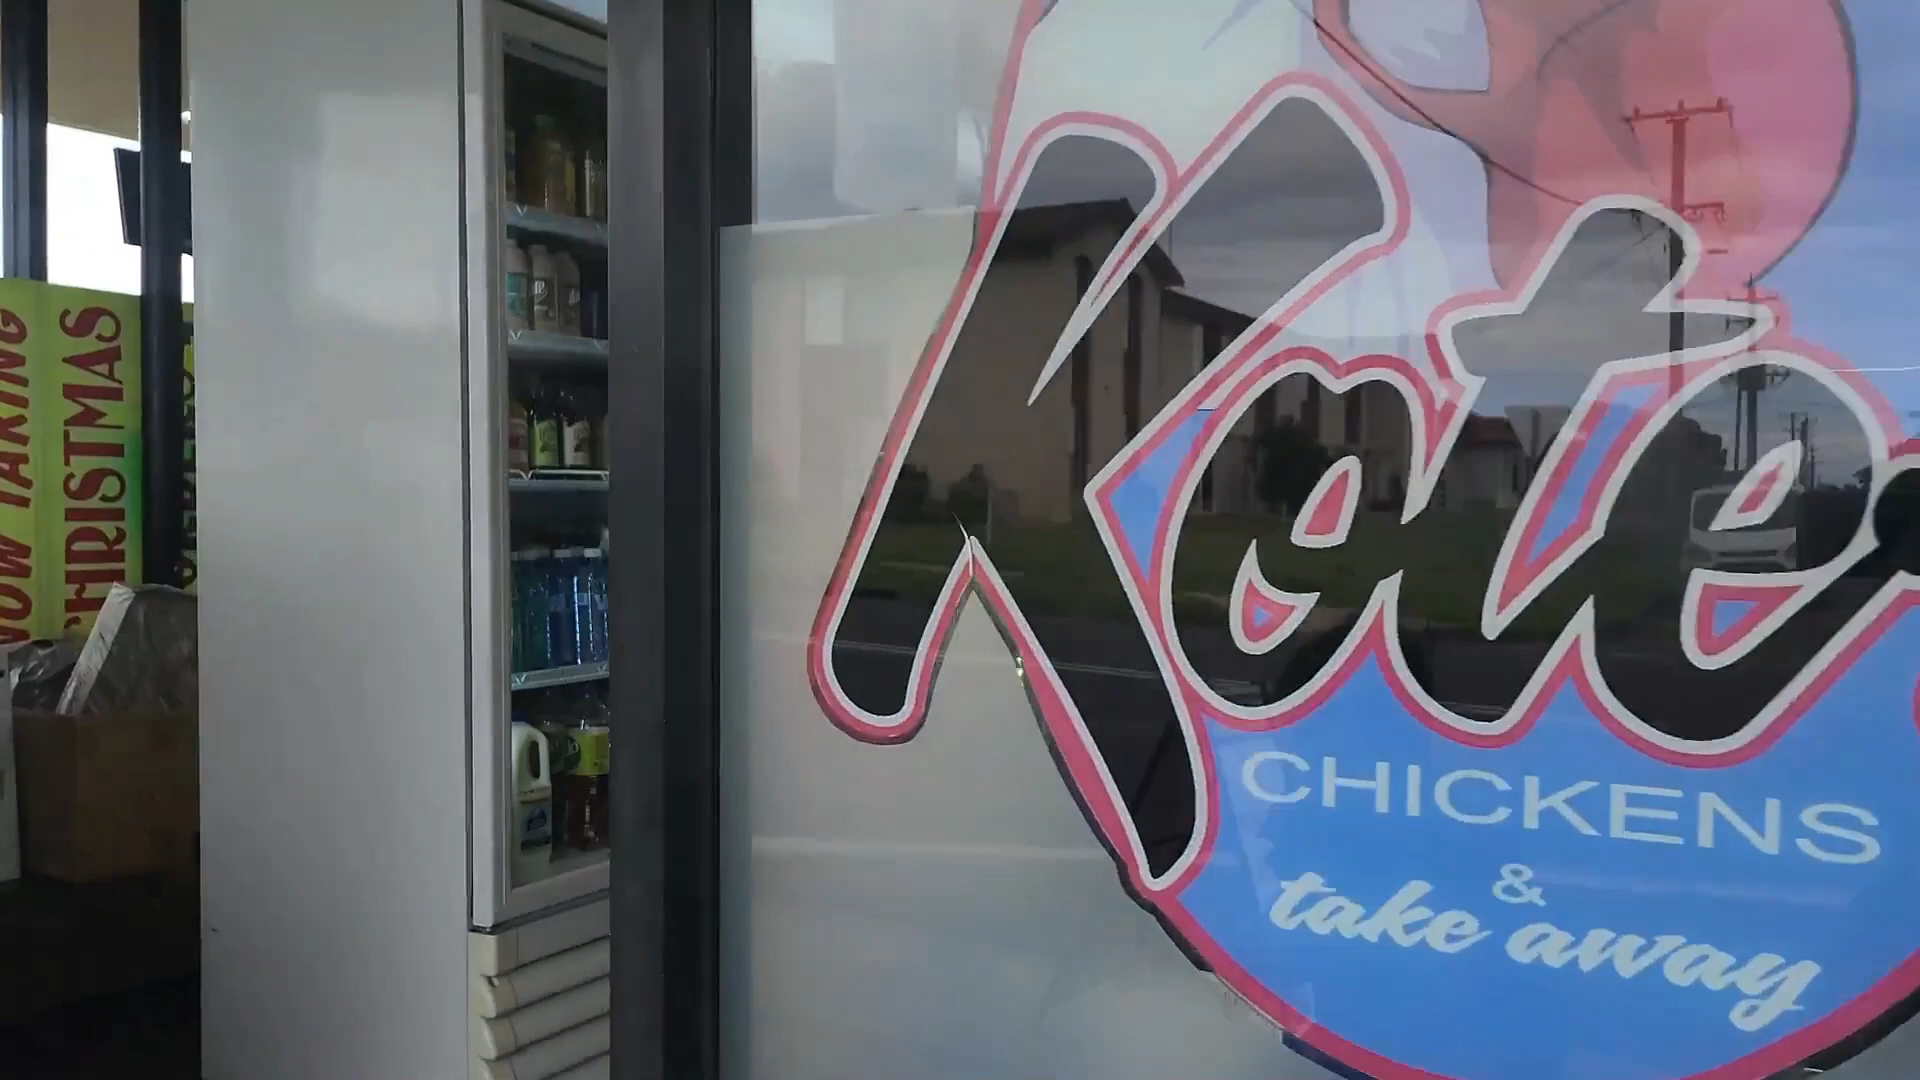 NOW TAKING
CHRISTMAS
Kate
CHICKENS
&
take away